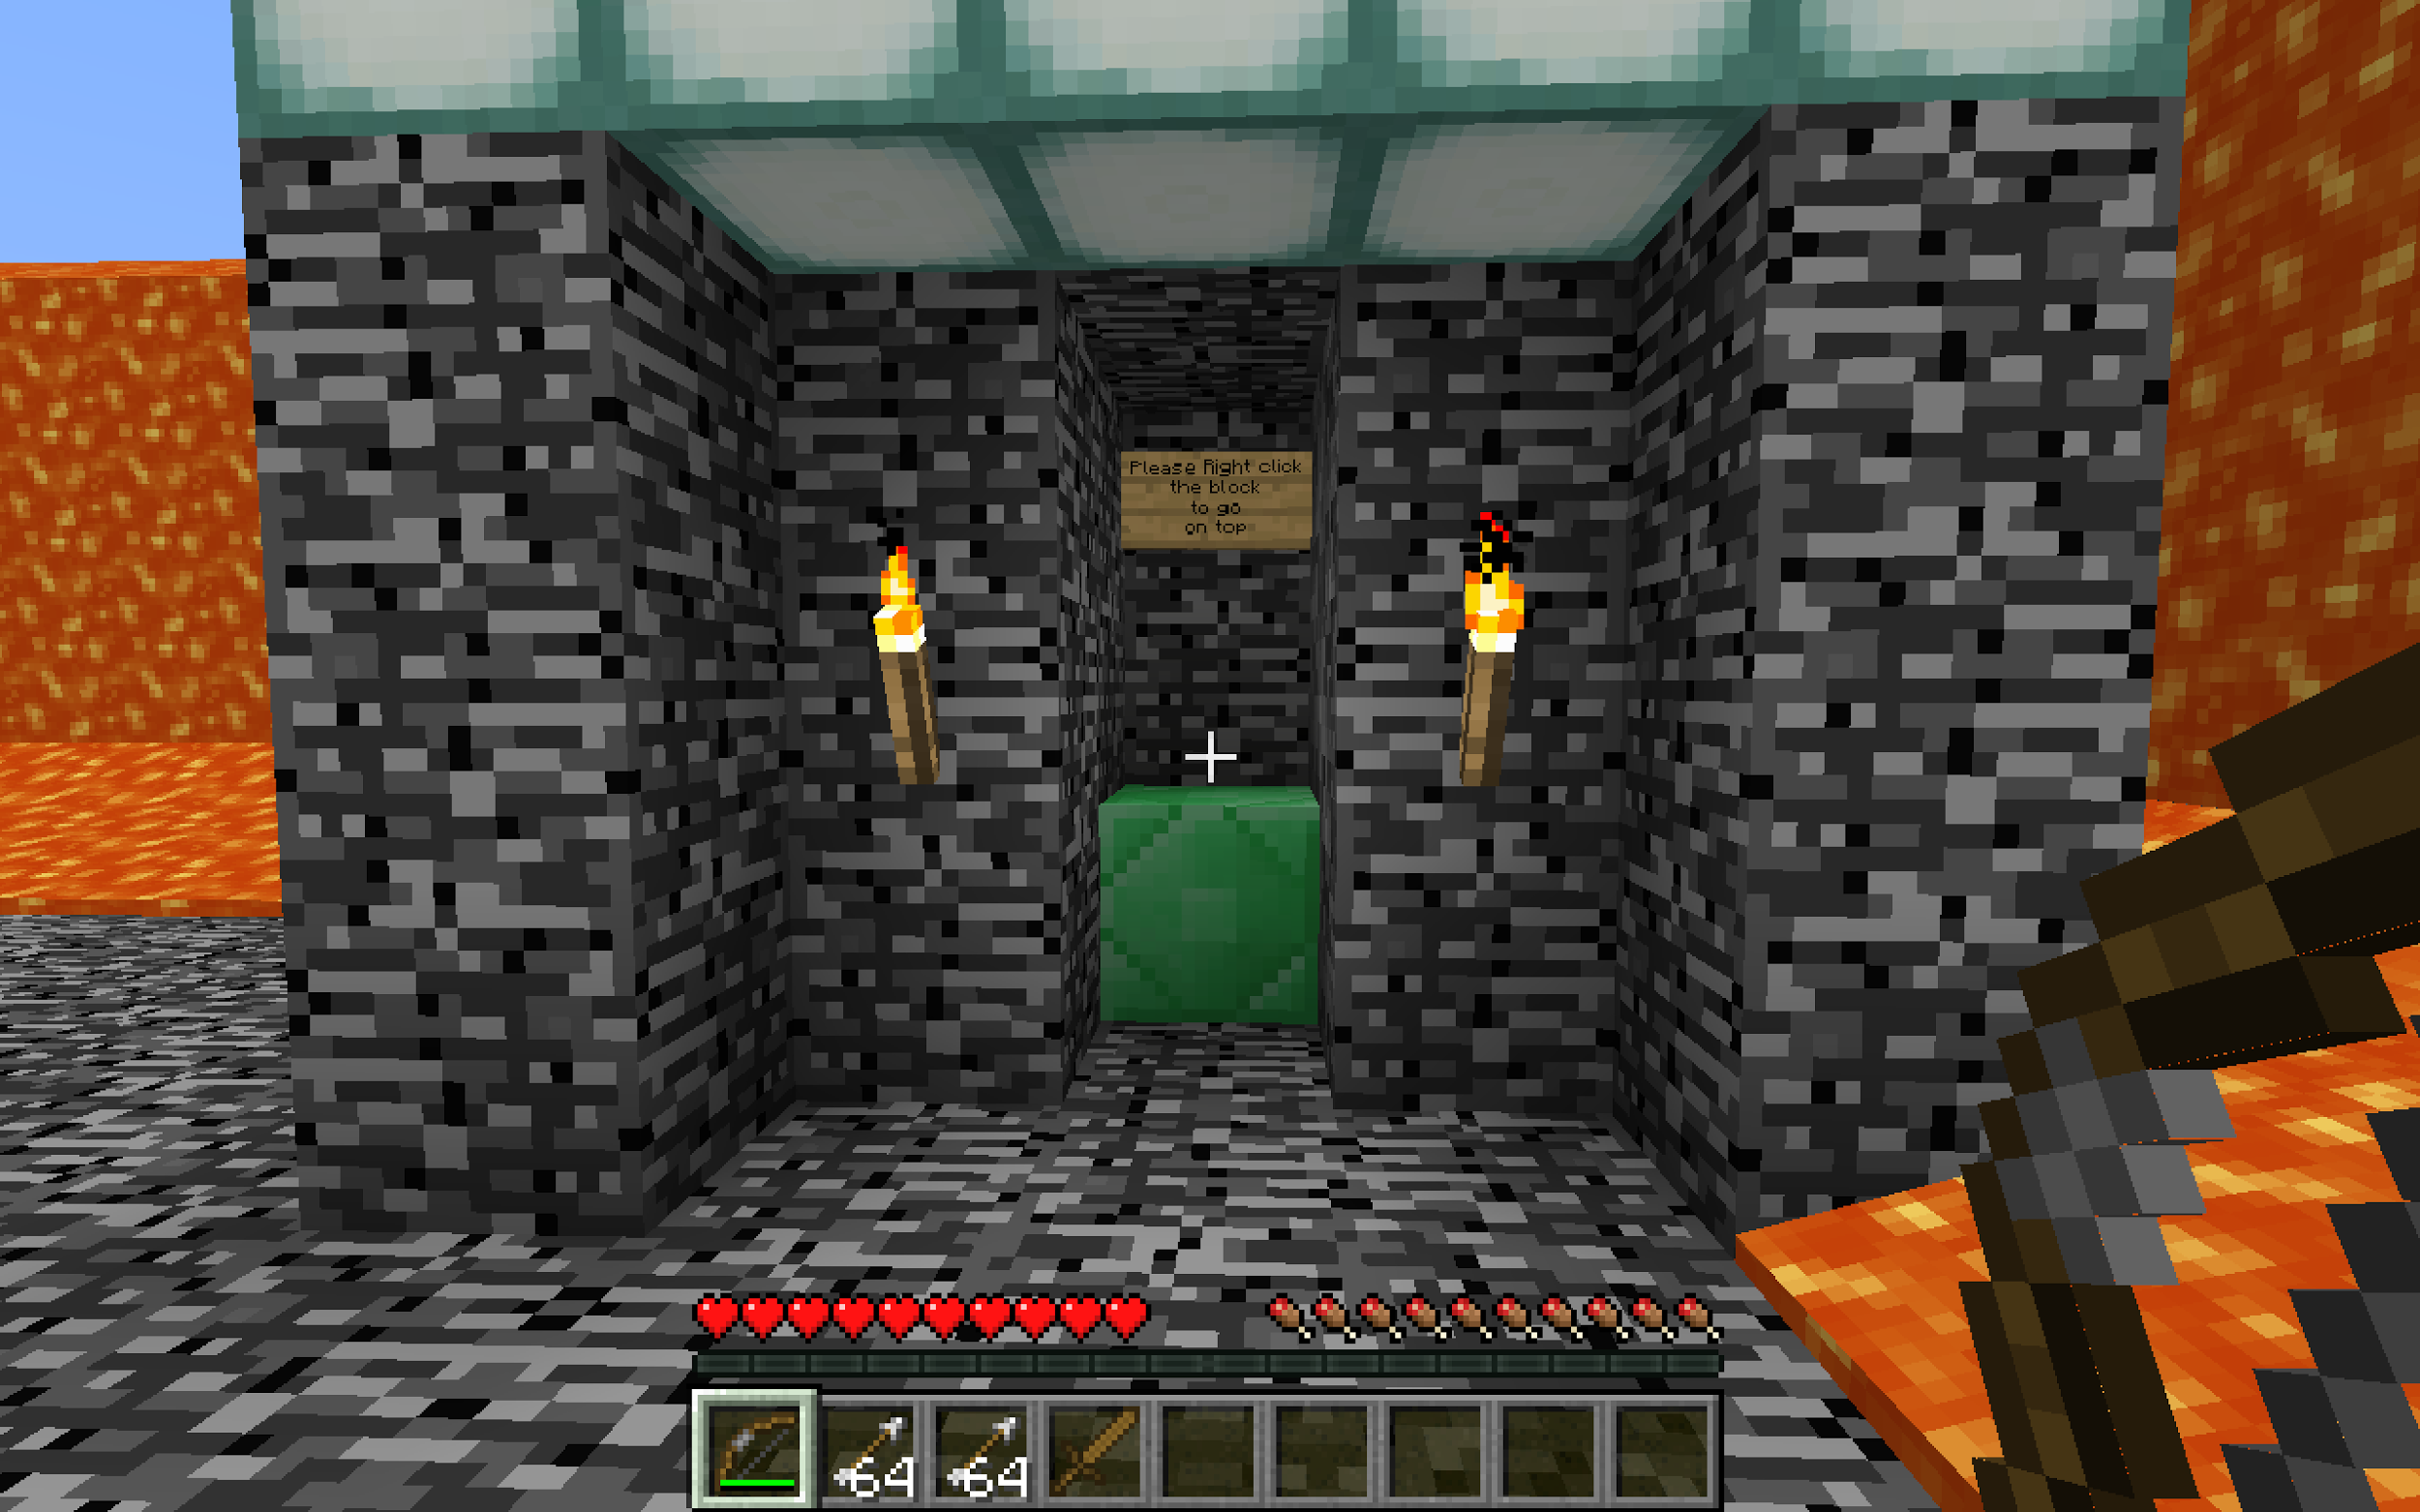 Please Right click
the block
to go
on top
64 64